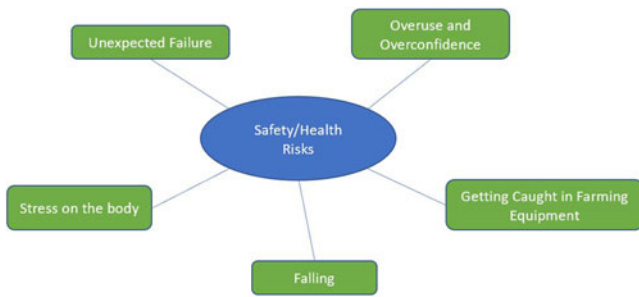 Unexpected Failure
Overuse and
Overconfidence
Safety/Health
Risks
Stress on the body
Getting Caught in Farming
Equipment
Falling